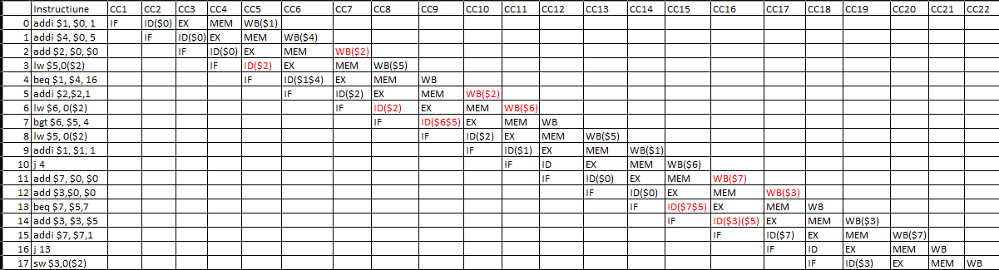 Instructiune CC1 CC2 CC3 CC4 CC5 CC6 CC7 CC8 CC9 CC10 CC11 CC12 CC13 CC14 CC15 CC16 CC17 CC18 CC19 CC20 CC21 CC22
0 addi $1, $0, 1 IF ID($0) EX MEM WB($1)
1 addi $4, $0, 5 IF ID($0) EX MEM WB($4)
2 add $2, $0, $0 IF ID($0) EX MEM WB($2)
3 lw $5,0($2) IF ID($2) EX MEM WB($5)
4 beq $1, $4, 16 IF ID($1$4) EX MEM WB
5 addi $2,$2,1 IF ID($2) EX MEM WB($2)
6 lw $6, 0($2) IF ID($2) EX MEM WB($6)
7 bgt $6, $5, 4 IF ID($6$5) EX MEM WB
8 lw $5, 0($2) IF ID($2) EX MEM WB($5)
9 addi $1, $1, 1 IF ID($1) EX MEM WB($1)
10 j 4 IF ID EX MEM WB($6)
11 add $7, $0, $0 IF ID($0) EX MEM WB($7)
12 add $3,$0, $0 IF ID($0) EX MEM WB($3)
13 beq $7, $5,7 IF ID($7$5) EX MEM WB
14 add $3, $3, $5 IF ID($3)($5) EX MEM WB($3)
15 addi $7, $7,1 IF ID($7) EX MEM WB($7)
16 j 13 IF ID EX MEM WB
17 sw $3,0($2) IF ID($3) EX MEM WB